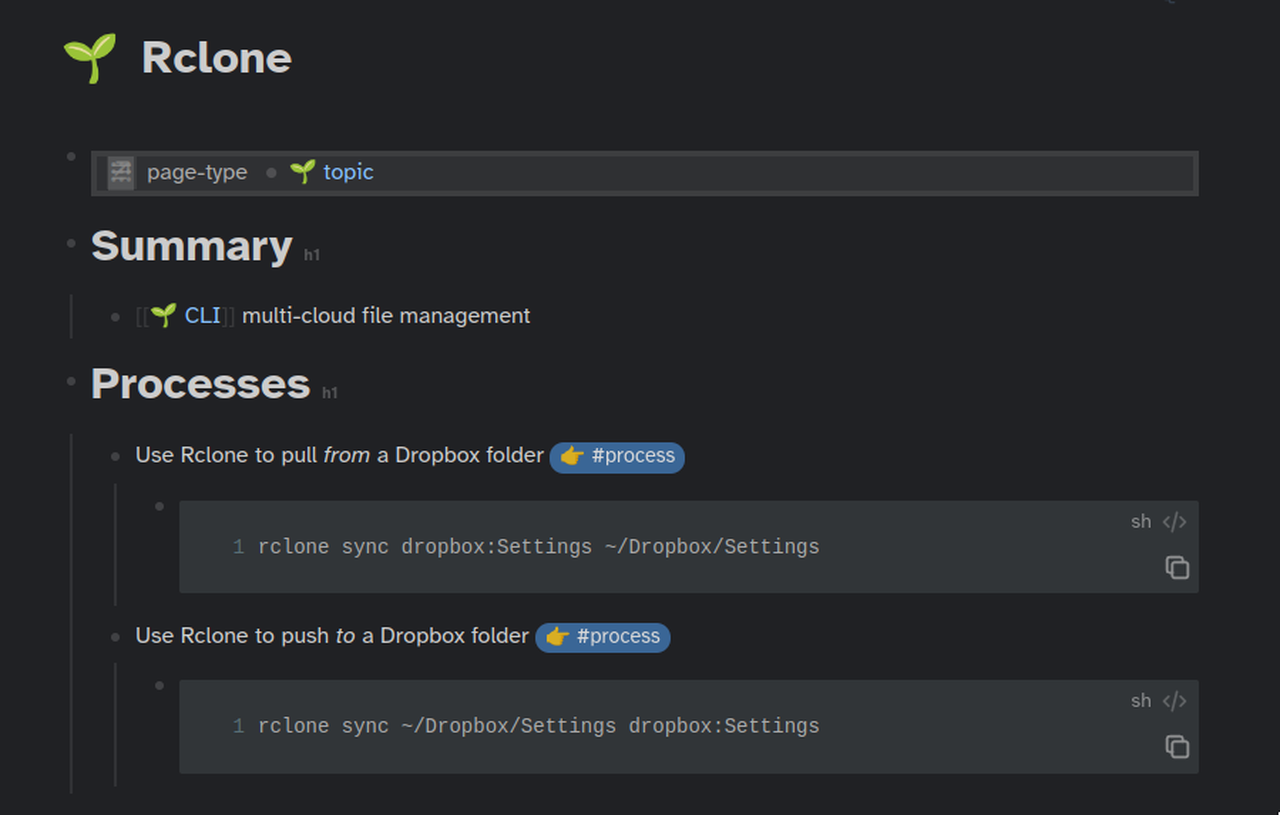 🌱 Rclone
page-type ● 🌱 topic
Summary h1
[[🌱 CLI]] multi-cloud file management
Processes h1
Use Rclone to pull from a Dropbox folder 👉 #process
sh </>
1 rclone sync dropbox:Settings ~/Dropbox/Settings
Use Rclone to push to a Dropbox folder 👉 #process
sh </>
1 rclone sync ~/Dropbox/Settings dropbox:Settings